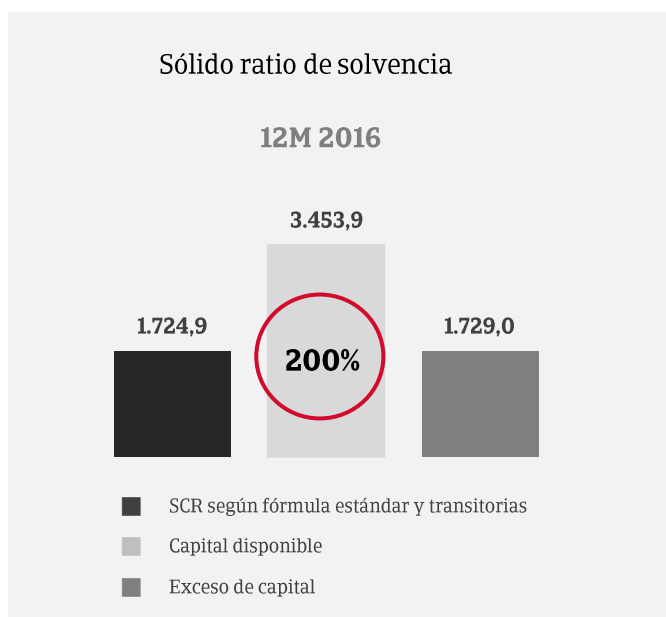 Sólido ratio de solvencia
12M 2016
3.453,9
1.724,9
1.729,0
200%
SCR según fórmula estándar y transitorias
Capital disponible
Exceso de capital